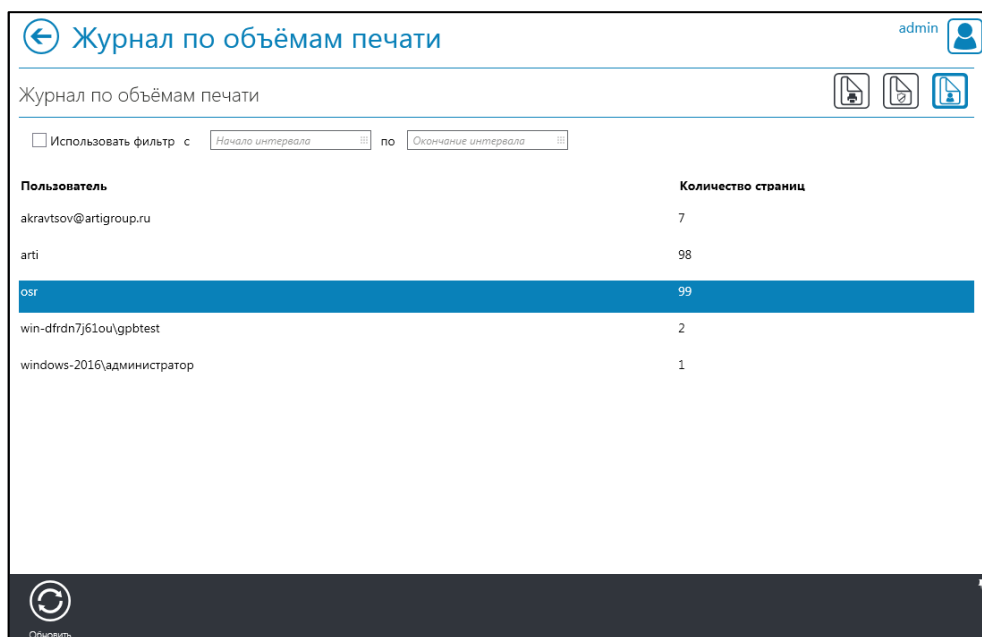 Журнал по объёмам печати
admin
Журнал по объёмам печати
Использовать фильтр с Начало интервала по Окончание интервала
Пользователь Количество страниц
akravtsov@artigroup.ru 7
arti 98
osr 99
win-dfrdn7j61ou\gpbtest 2
windows-2016\администратор 1
Обновить